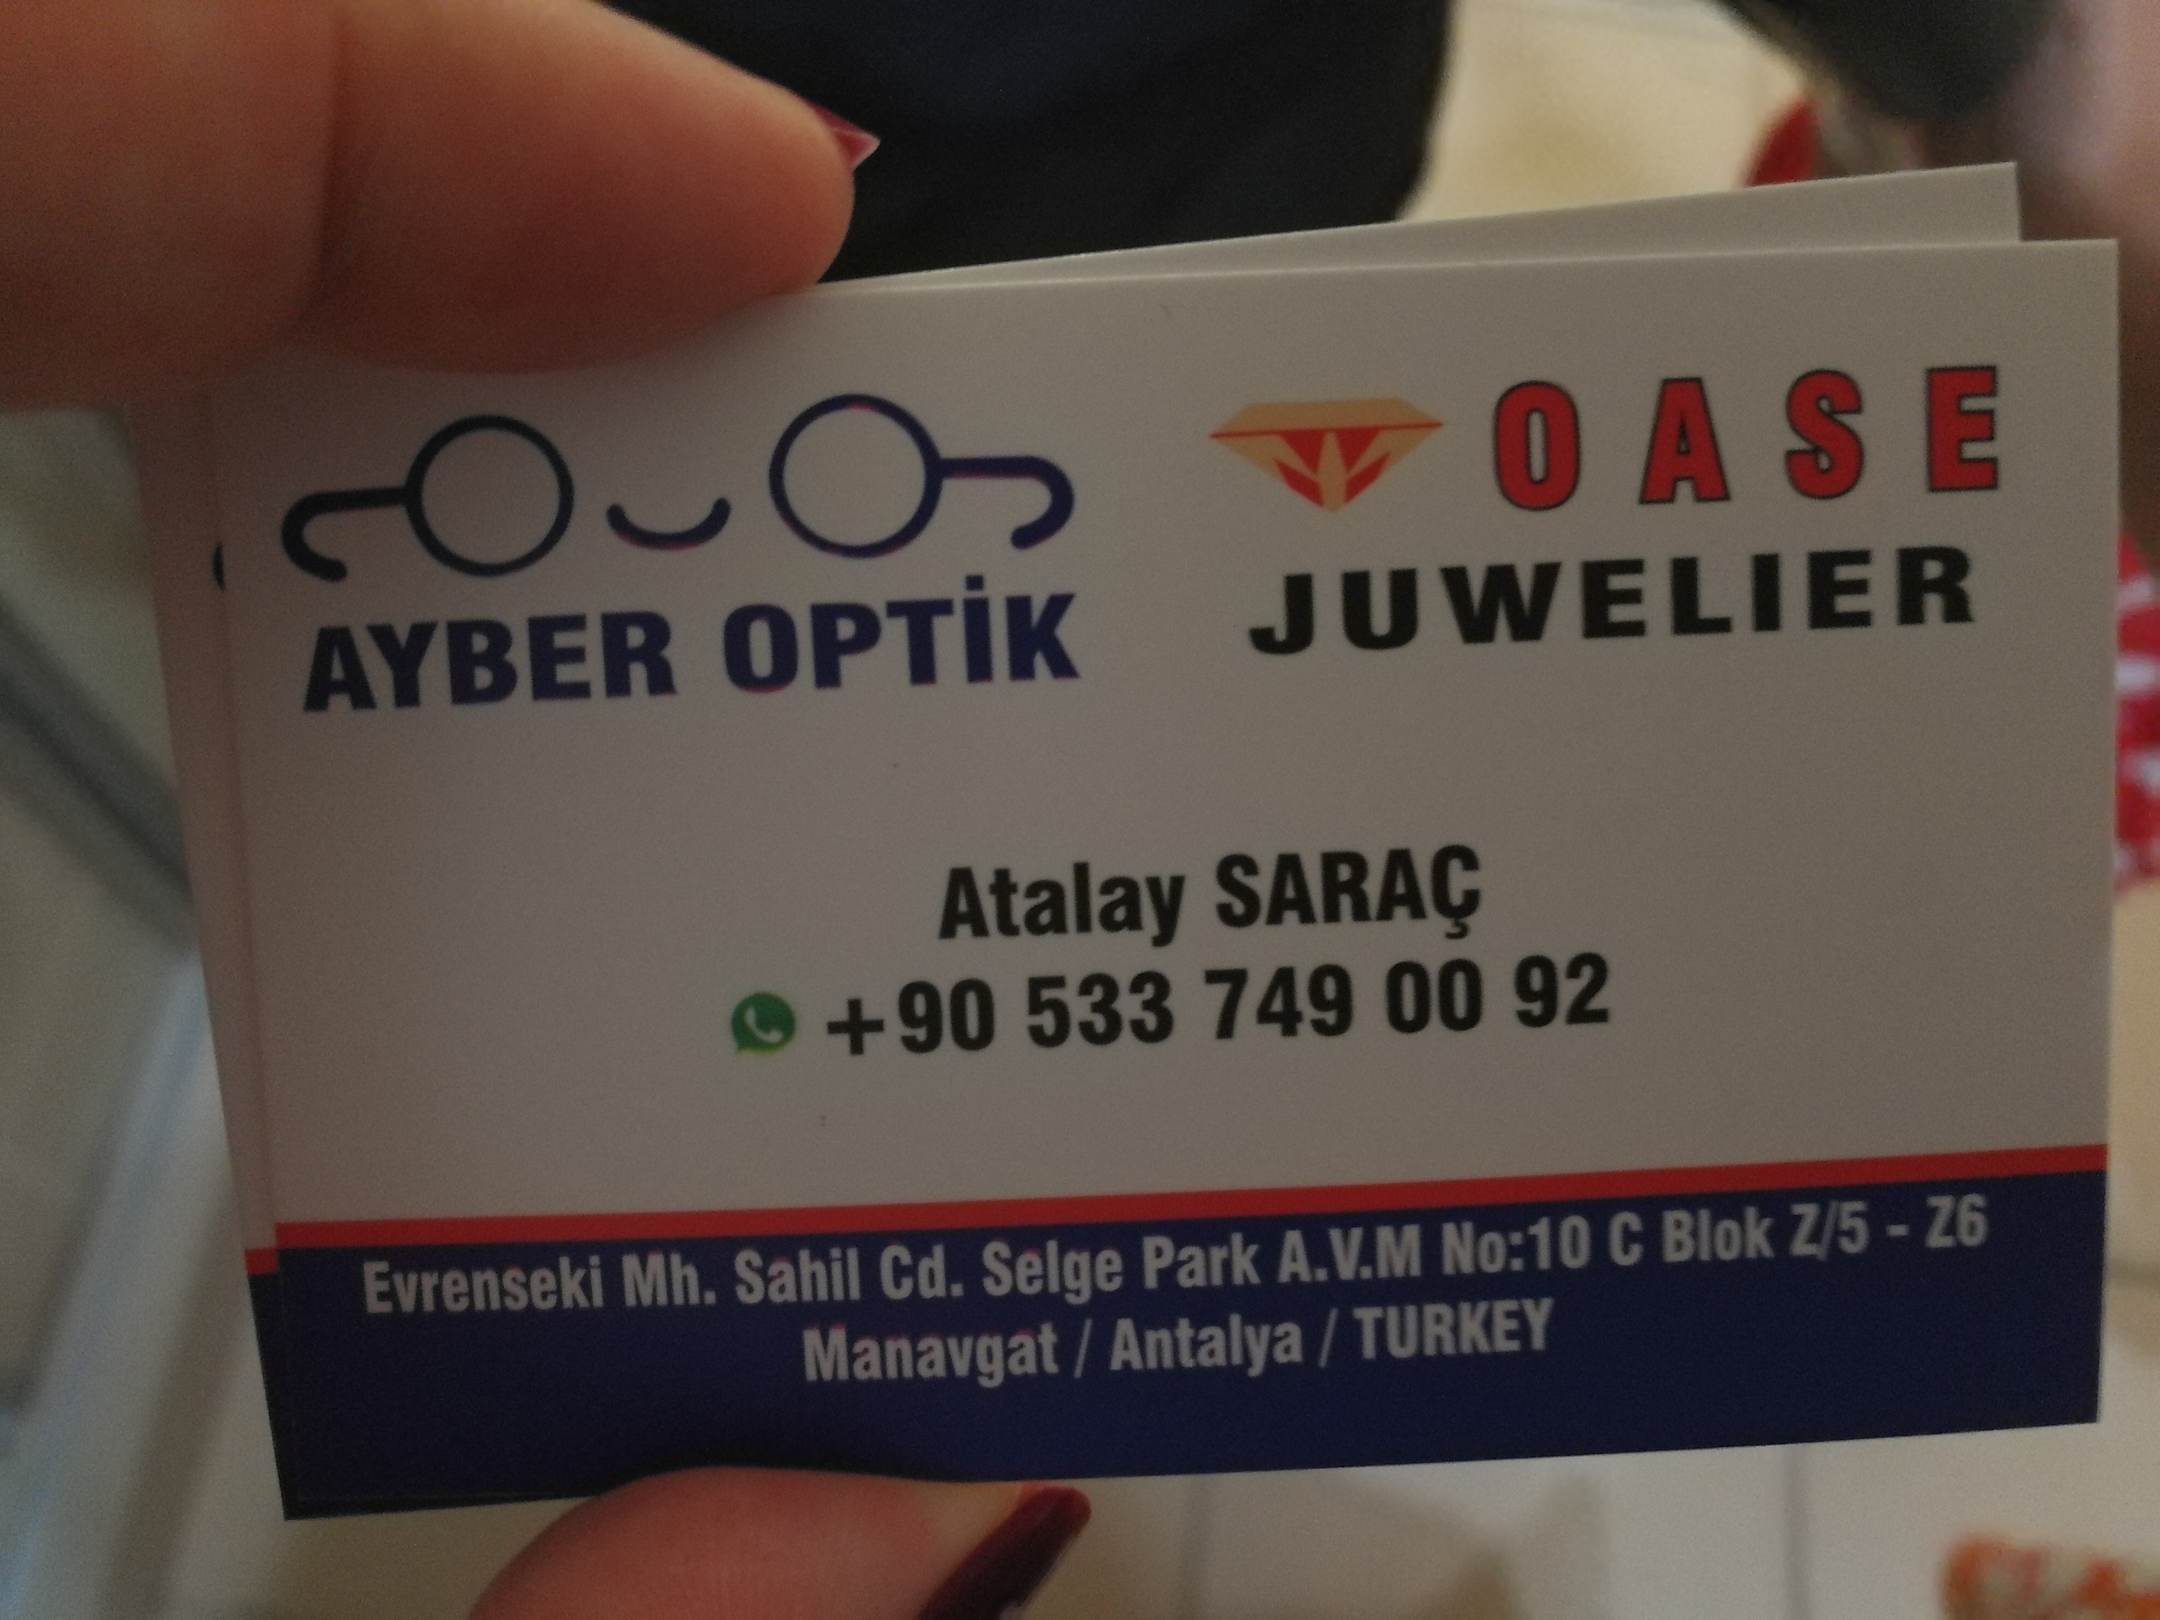 AYBER OPTİK
OASE
JUWELIER
Atalay SARAÇ
+90 533 749 00 92
Evrenseki Mh. Sahil Cd. Selge Park A.V.M No:10 C Blok Z/5 - Z6
Manavgat / Antalya / TURKEY